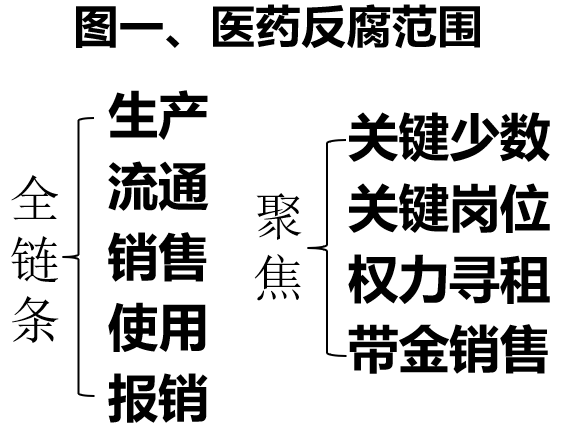 图一、医药反腐范围
全链条
生产
流通
销售
使用
报销
聚焦
关键少数
关键岗位
权力寻租
带金销售